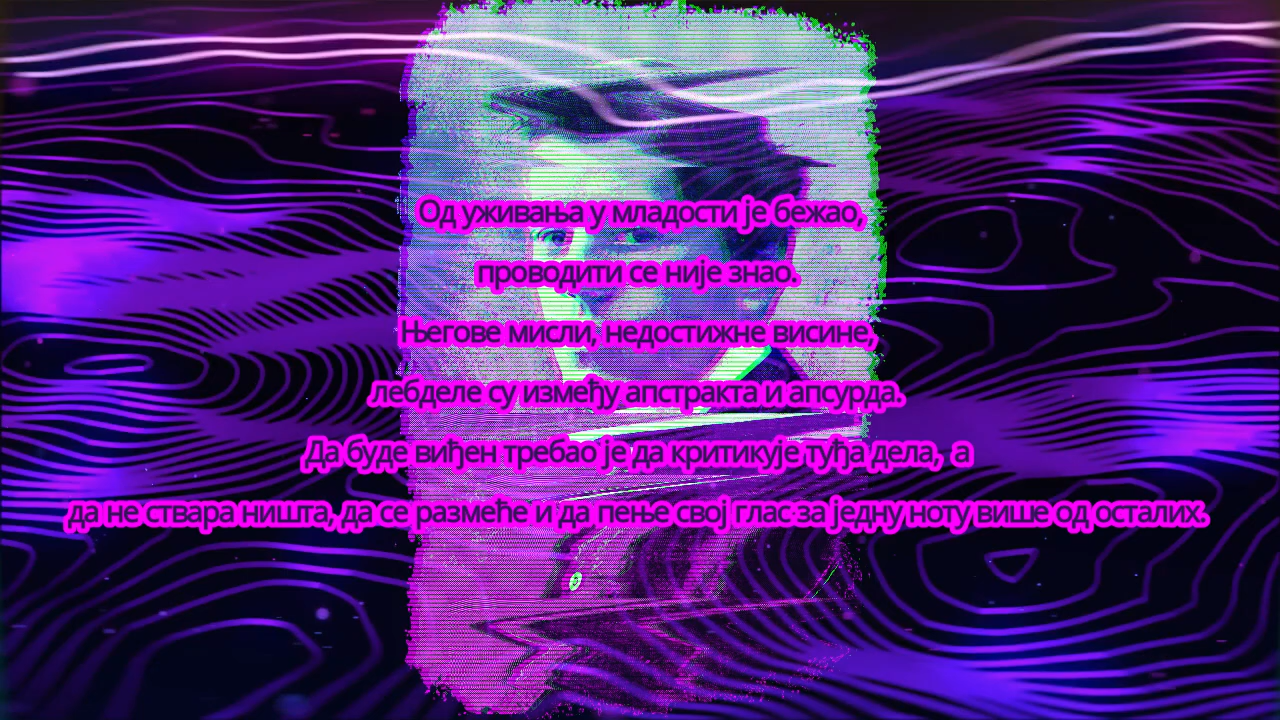 Од уживања у младости је бежао,
проводити се није знао.
Његове мисли, недостижне висине,
лебделе су између апстракта и апсурда.
Да буде виђен требао је да критикује туђа дела, а
да не ствара ништа, да се размеће и да пење свој глас за једну ноту више од осталих.